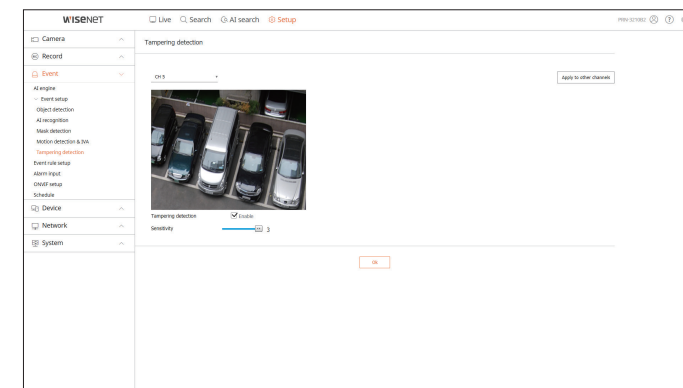 WISENET
Live Search AI search Setup
Camera
Tampering detection
Record
Event
CH 5
Apply to other channels
AI engine
Event setup
Object detection
AI recognition
Mask detection
Motion detection & IVA
Tampering detection
Event rule setup
Alarm input
ONVIF setup
Schedule
Device
Tampering detection Enable
Network
Sensitivity 3
System
Ok